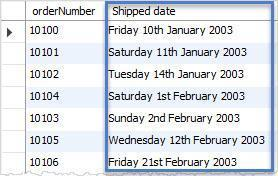 orderNumber Shipped date
10100 Friday 10th January 2003
10101 Saturday 11th January 2003
10102 Tuesday 14th January 2003
10104 Saturday 1st February 2003
10103 Sunday 2nd February 2003
10105 Wednesday 12th February 2003
10106 Friday 21st February 2003